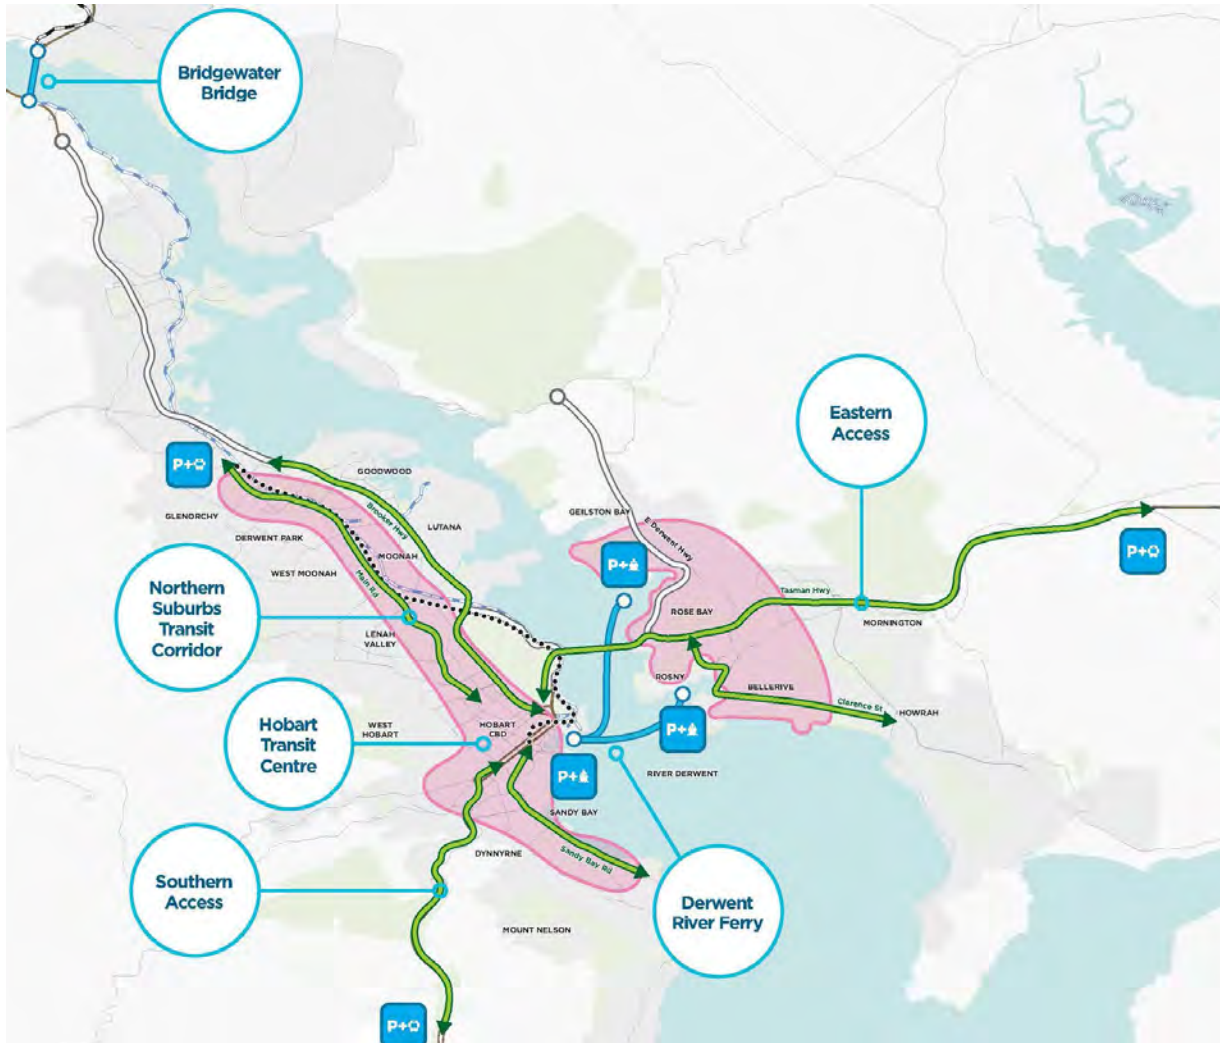 Bridgewater
Bridge
Eastern
Access
P+
GOODWOOD
GLENORCHY
Brooker Hwy
LUTANA
GEILSTON BAY
E Derwent Hwy
DERWENT PARK
MOONAH
P+
P+
WEST MOONAH
Main Rd
Northern
Suburbs
Transit
Corridor
Tasman Hwy
ROSE BAY
MORNINGTON
LENAH
VALLEY
ROSNY
BELLERIVE
Clarence St
HOWRAH
Hobart
Transit
Centre
WEST
HOBART
HOBART
CBD
P+
P+
RIVER DERWENT
SANDY BAY
DYNNYRNE
Sandy Bay Rd
Southern
Access
Derwent
River Ferry
MOUNT NELSON
P+